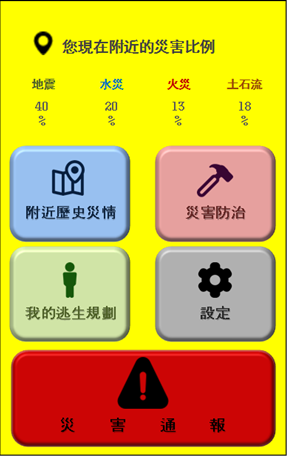 您現在附近的災害比例
地震 水災 火災 土石流
40 20 13 18
% % % %
附近歷史災情 災害防治
我的逃生規劃 設定
災害通報